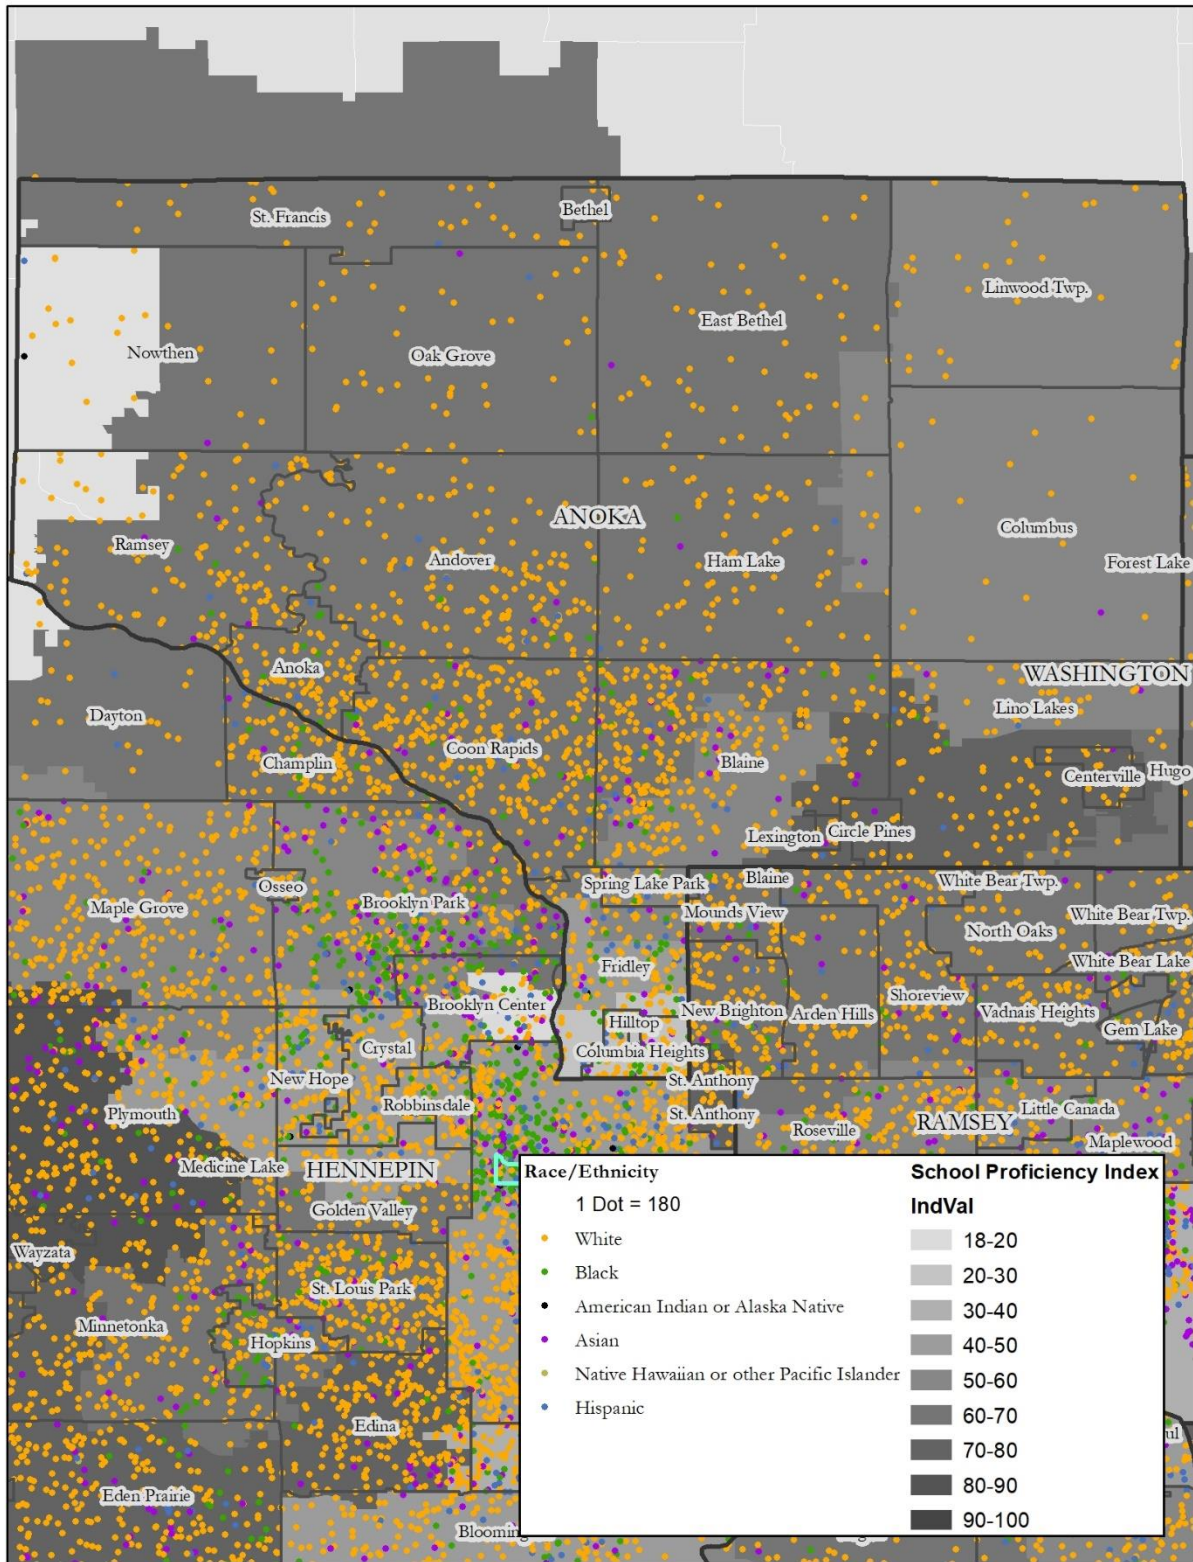 St. Francis
Bethel
Linwood Twp.
East Bethel
Nowthen
Oak Grove
ANOKA
Columbus
Ramsey
Andover
Ham Lake
Forest Lake
Anoka
WASHINGTON
Dayton
Lino Lakes
Coon Rapids
Champlin
Blaine
Centerville
Hugo
Lexington
Circle Pines
Osseo
Spring Lake Park
Blaine
White Bear Twp.
Maple Grove
Brooklyn Park
Mounds View
White Bear Twp.
North Oaks
Fridley
White Bear Lake
Shoreview
Brooklyn Center
Hilltop
New Brighton
Arden Hills
Vadnais Heights
Gem Lake
Crystal
Columbia Heights
New Hope
St. Anthony
Plymouth
Robbinsdale
St. Anthony
Roseville
RAMSEY
Little Canada
Maplewood
Medicine Lake
HENNEPIN
Golden Valley
Wayzata
St. Louis Park
Minnetonka
Hopkins
Edina
Eden Prairie
Blooming
ul
Race/Ethnicity
1 Dot = 180
White
Black
American Indian or Alaska Native
Asian
Native Hawaiian or other Pacific Islander
Hispanic
School Proficiency Index
IndVal
18-20
20-30
30-40
40-50
50-60
60-70
70-80
80-90
90-100